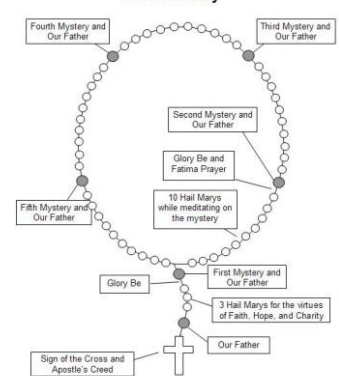 Fourth Mystery and
Our Father
Third Mystery and
Our Father
Second Mystery and
Our Father
Glory Be and
Fatima Prayer
10 Hail Marys
while meditating on
the mystery
Fifth Mystery and
Our Father
First Mystery and
Our Father
Glory Be
3 Hail Marys for the virtues
of Faith, Hope, and Charity
Our Father
Sign of the Cross and
Apostle's Creed